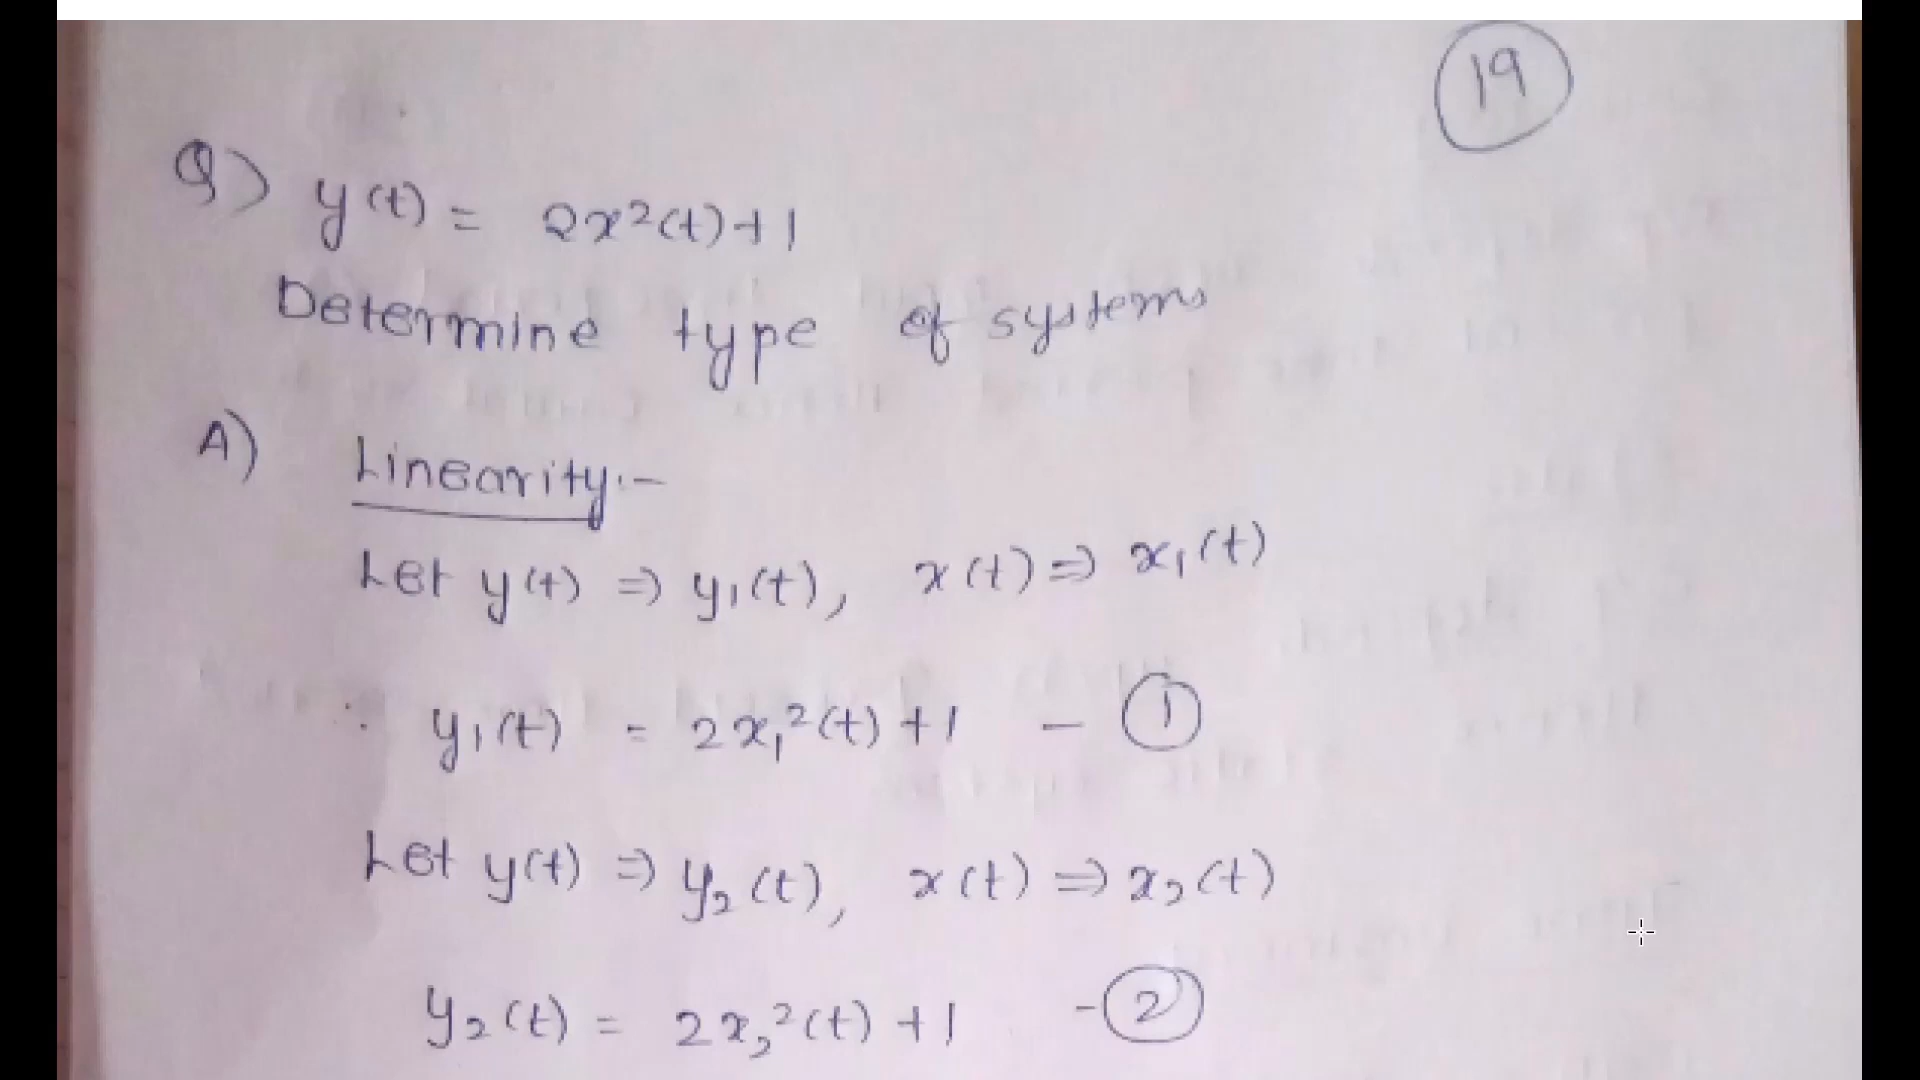 19
Q) y(t) = 2x²(t)+1
Determine type of systems
A) Linearity:-
Let y(t) ⇒ y₁(t), x(t) ⇒ x₁(t)
∴ y₁(t) = 2x₁²(t) + 1 - ①
Let y(t) ⇒ y₂(t), x(t) ⇒ x₂(t)
y₂(t) = 2x₂²(t) + 1 - ②